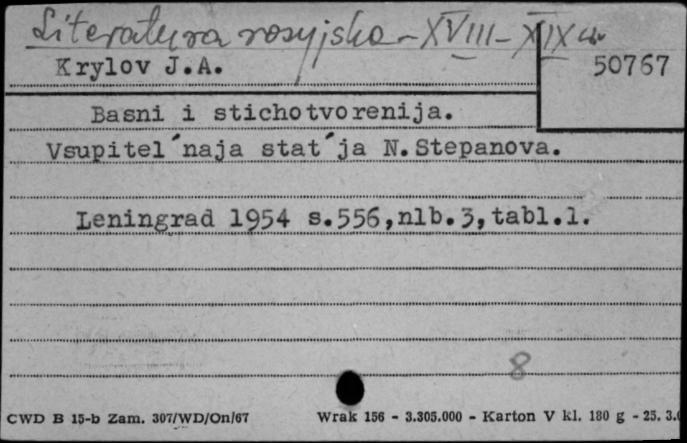 Literatura rosyjska - XVIII - XIX w.
Krylov J.A.
50767
Basni i stichotvorenija.
Vsupitel´naja stat´ja N.Stepanova.
Leningrad 1954 s.556,nlb.3,tabl.1.
8
CWD B 15-b Zam. 307/WD/On/67 Wrak 156 - 3.305.000 - Karton V kl. 180 g - 25. 3.